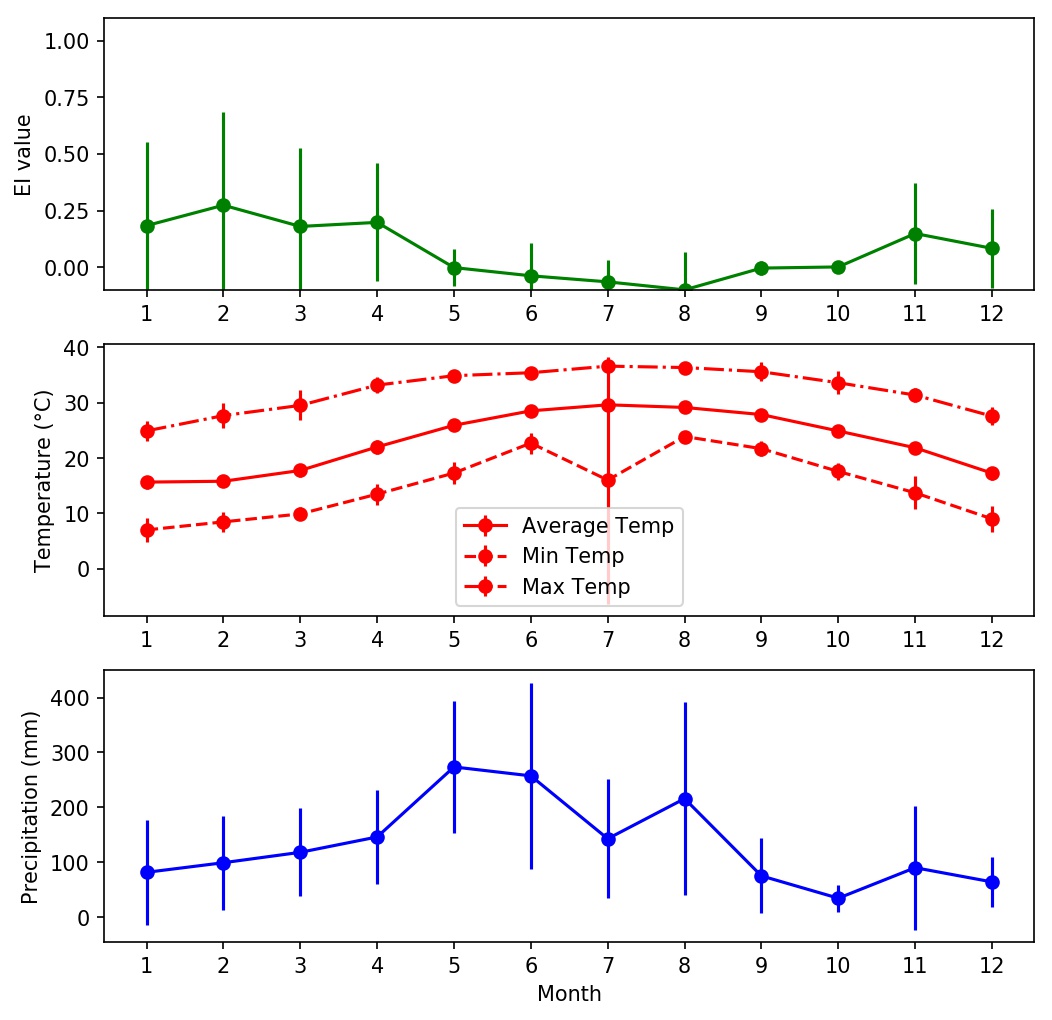 EI value
1.00
0.75
0.50
0.25
0.00
1 2 3 4 5 6 7 8 9 10 11 12
Temperature (°C)
40
30
20
10
0
Average Temp
Min Temp
Max Temp
1 2 3 4 5 6 7 8 9 10 11 12
Precipitation (mm)
400
300
200
100
0
1 2 3 4 5 6 7 8 9 10 11 12
Month